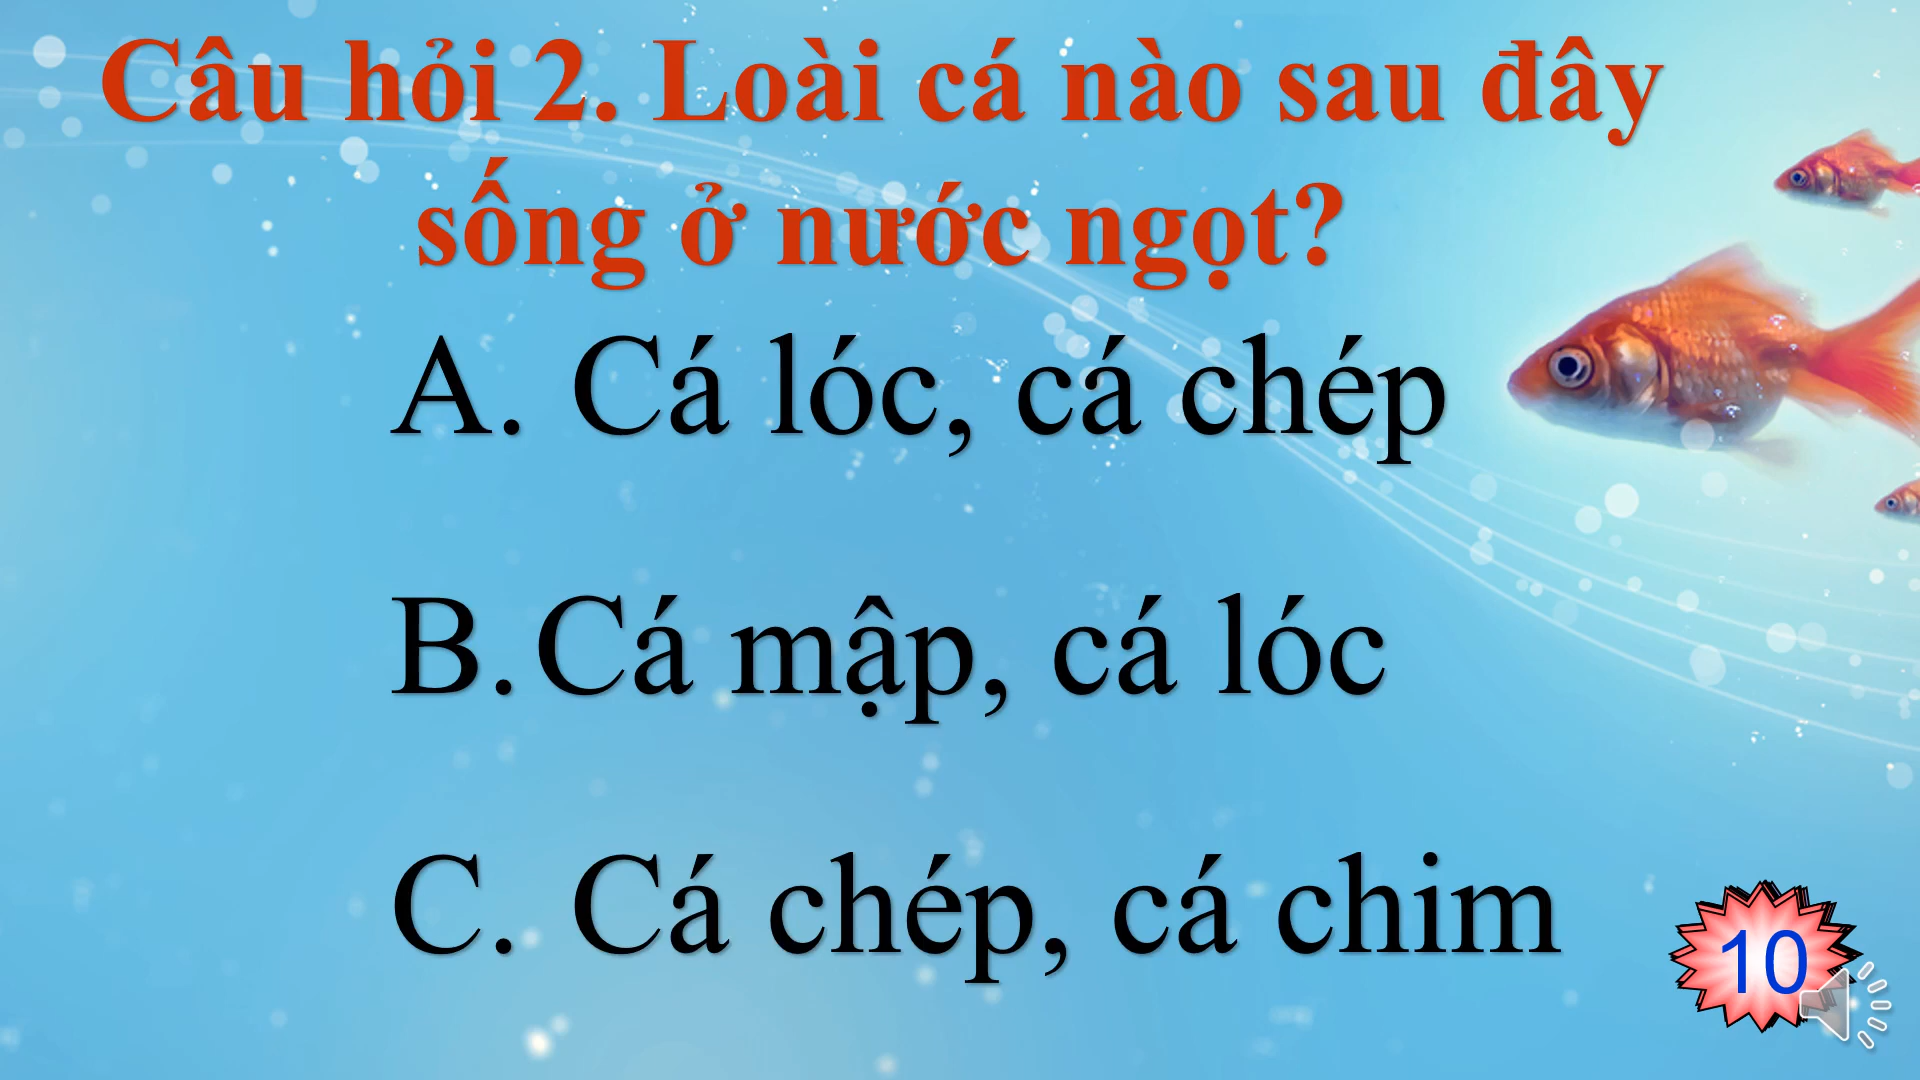 Câu hỏi 2. Loài cá nào sau đây
sống ở nước ngọt?
A. Cá lóc, cá chép
B. Cá mập, cá lóc
C. Cá chép, cá chim
10